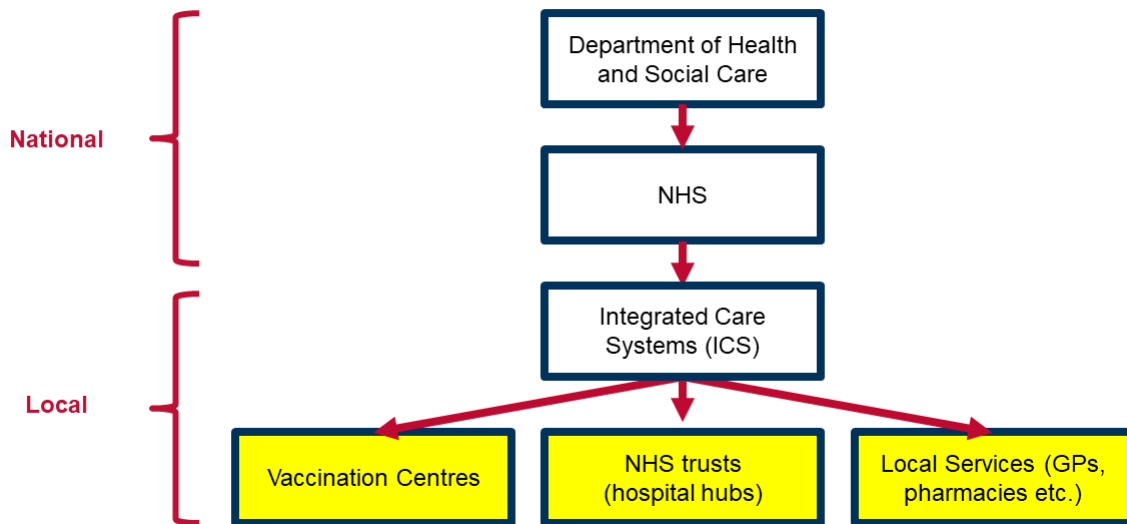 National
Department of Health
and Social Care
NHS
Local
Integrated Care
Systems (ICS)
Vaccination Centres
NHS trusts
(hospital hubs)
Local Services (GPs,
pharmacies etc.)